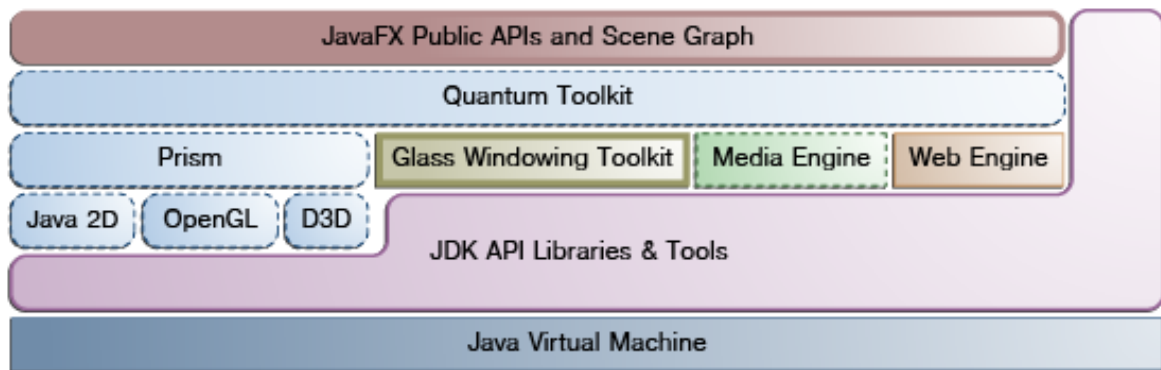 JavaFX Public APIs and Scene Graph
Quantum Toolkit
Prism
Glass Windowing Toolkit
Media Engine
Web Engine
Java 2D
OpenGL
D3D
JDK API Libraries & Tools
Java Virtual Machine